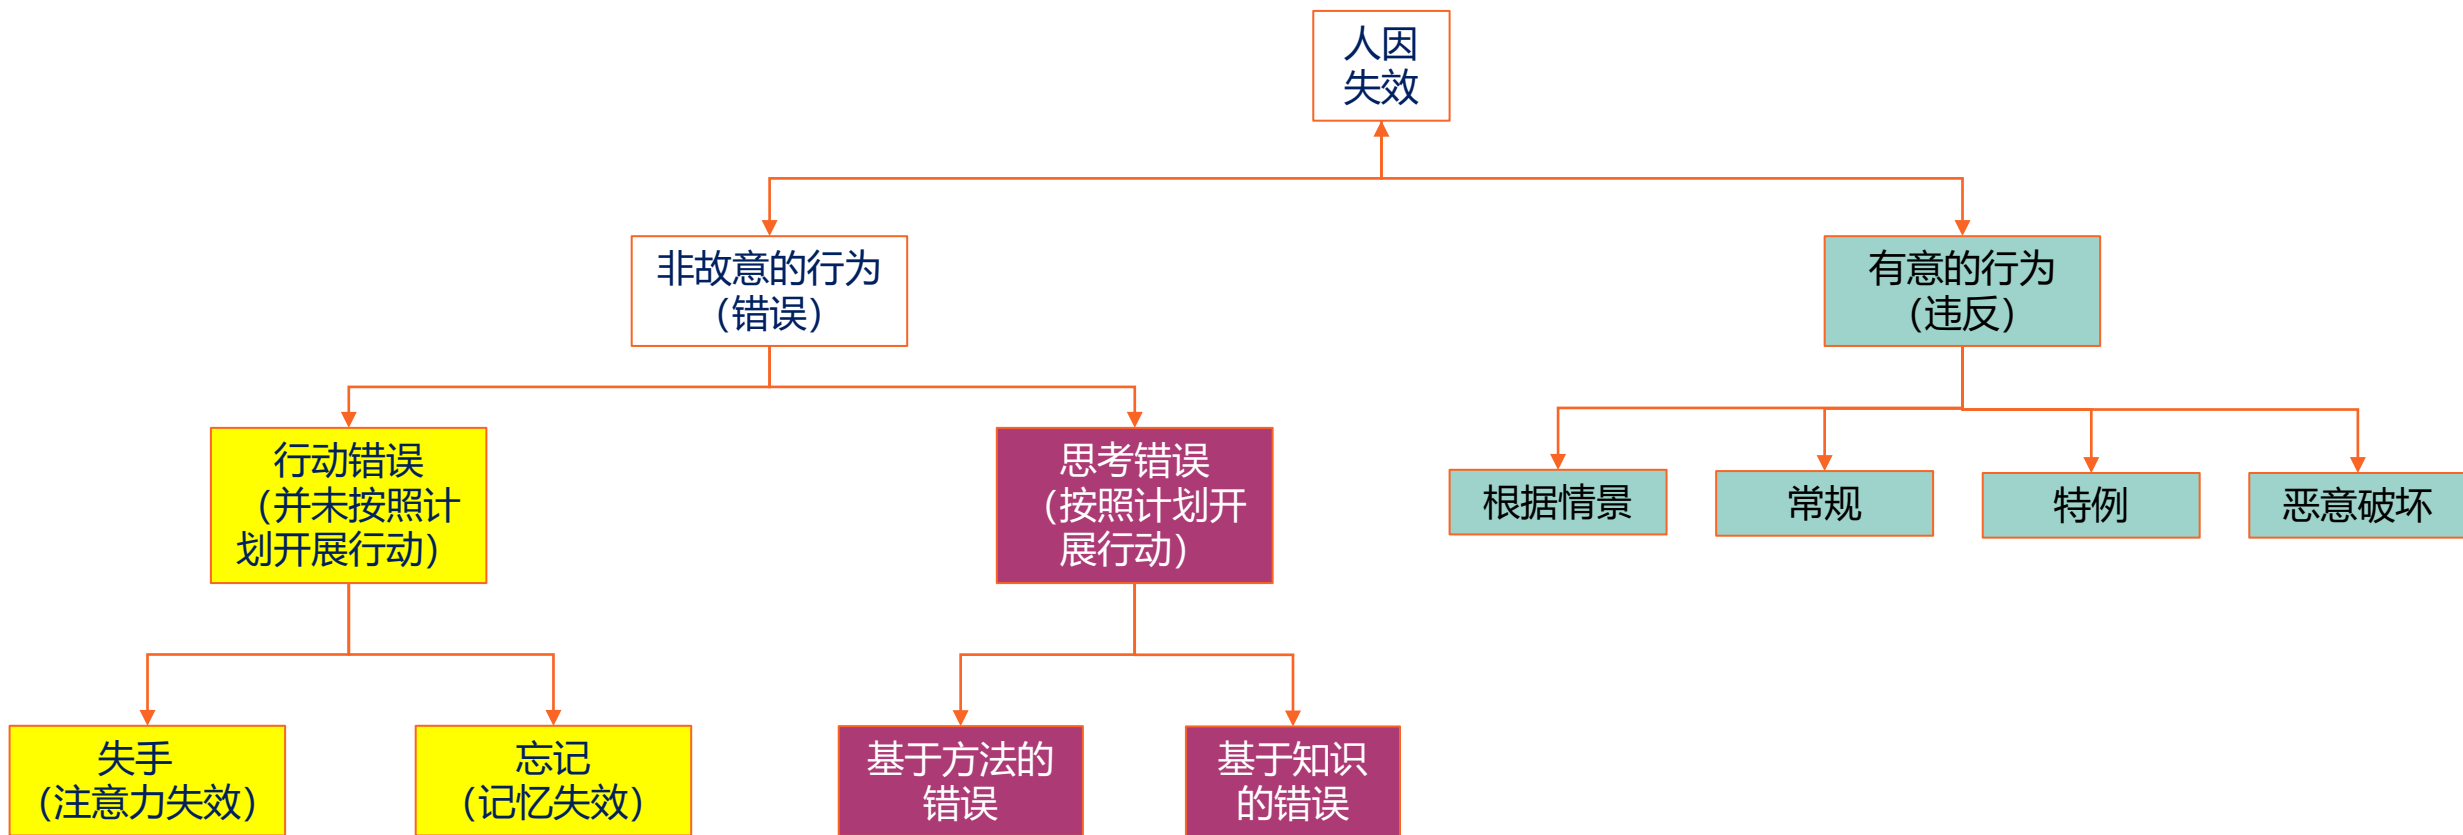 人因
失效
非故意的行为
（错误）
有意的行为
（违反）
行动错误
（并未按照计
划开展行动）
思考错误
（按照计划开
展行动）
根据情景
常规
特例
恶意破坏
失手
（注意力失效）
忘记
（记忆失效）
基于方法的
错误
基于知识
的错误